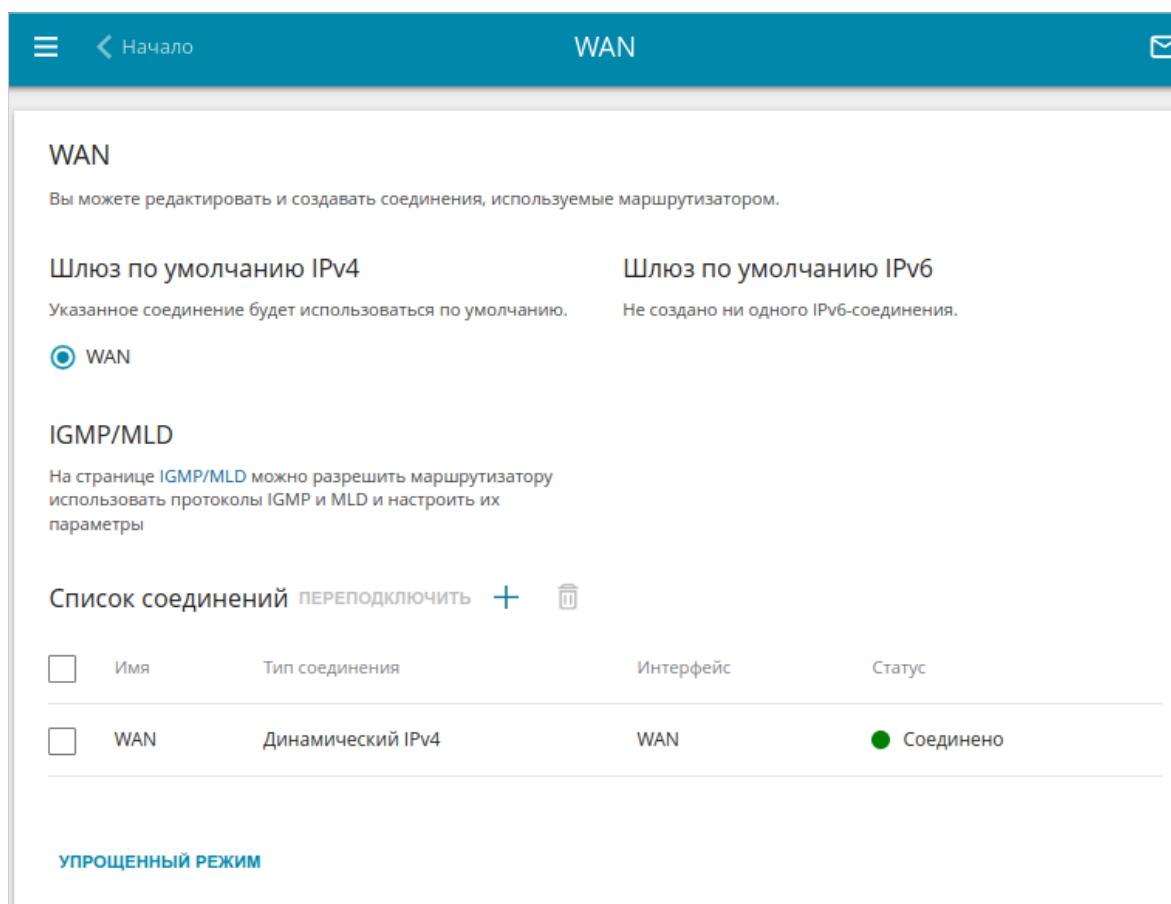 Начало
WAN
WAN
Вы можете редактировать и создавать соединения, используемые маршрутизатором.
Шлюз по умолчанию IPv4
Указанное соединение будет использоваться по умолчанию.
WAN
Шлюз по умолчанию IPv6
Не создано ни одного IPv6-соединения.
IGMP/MLD
На странице IGMP/MLD можно разрешить маршрутизатору
использовать протоколы IGMP и MLD и настроить их
параметры
Список соединений ПЕРЕПОДКЛЮЧИТЬ
Имя Тип соединения Интерфейс Статус
WAN Динамический IPv4 WAN Соединено
УПРОЩЕННЫЙ РЕЖИМ